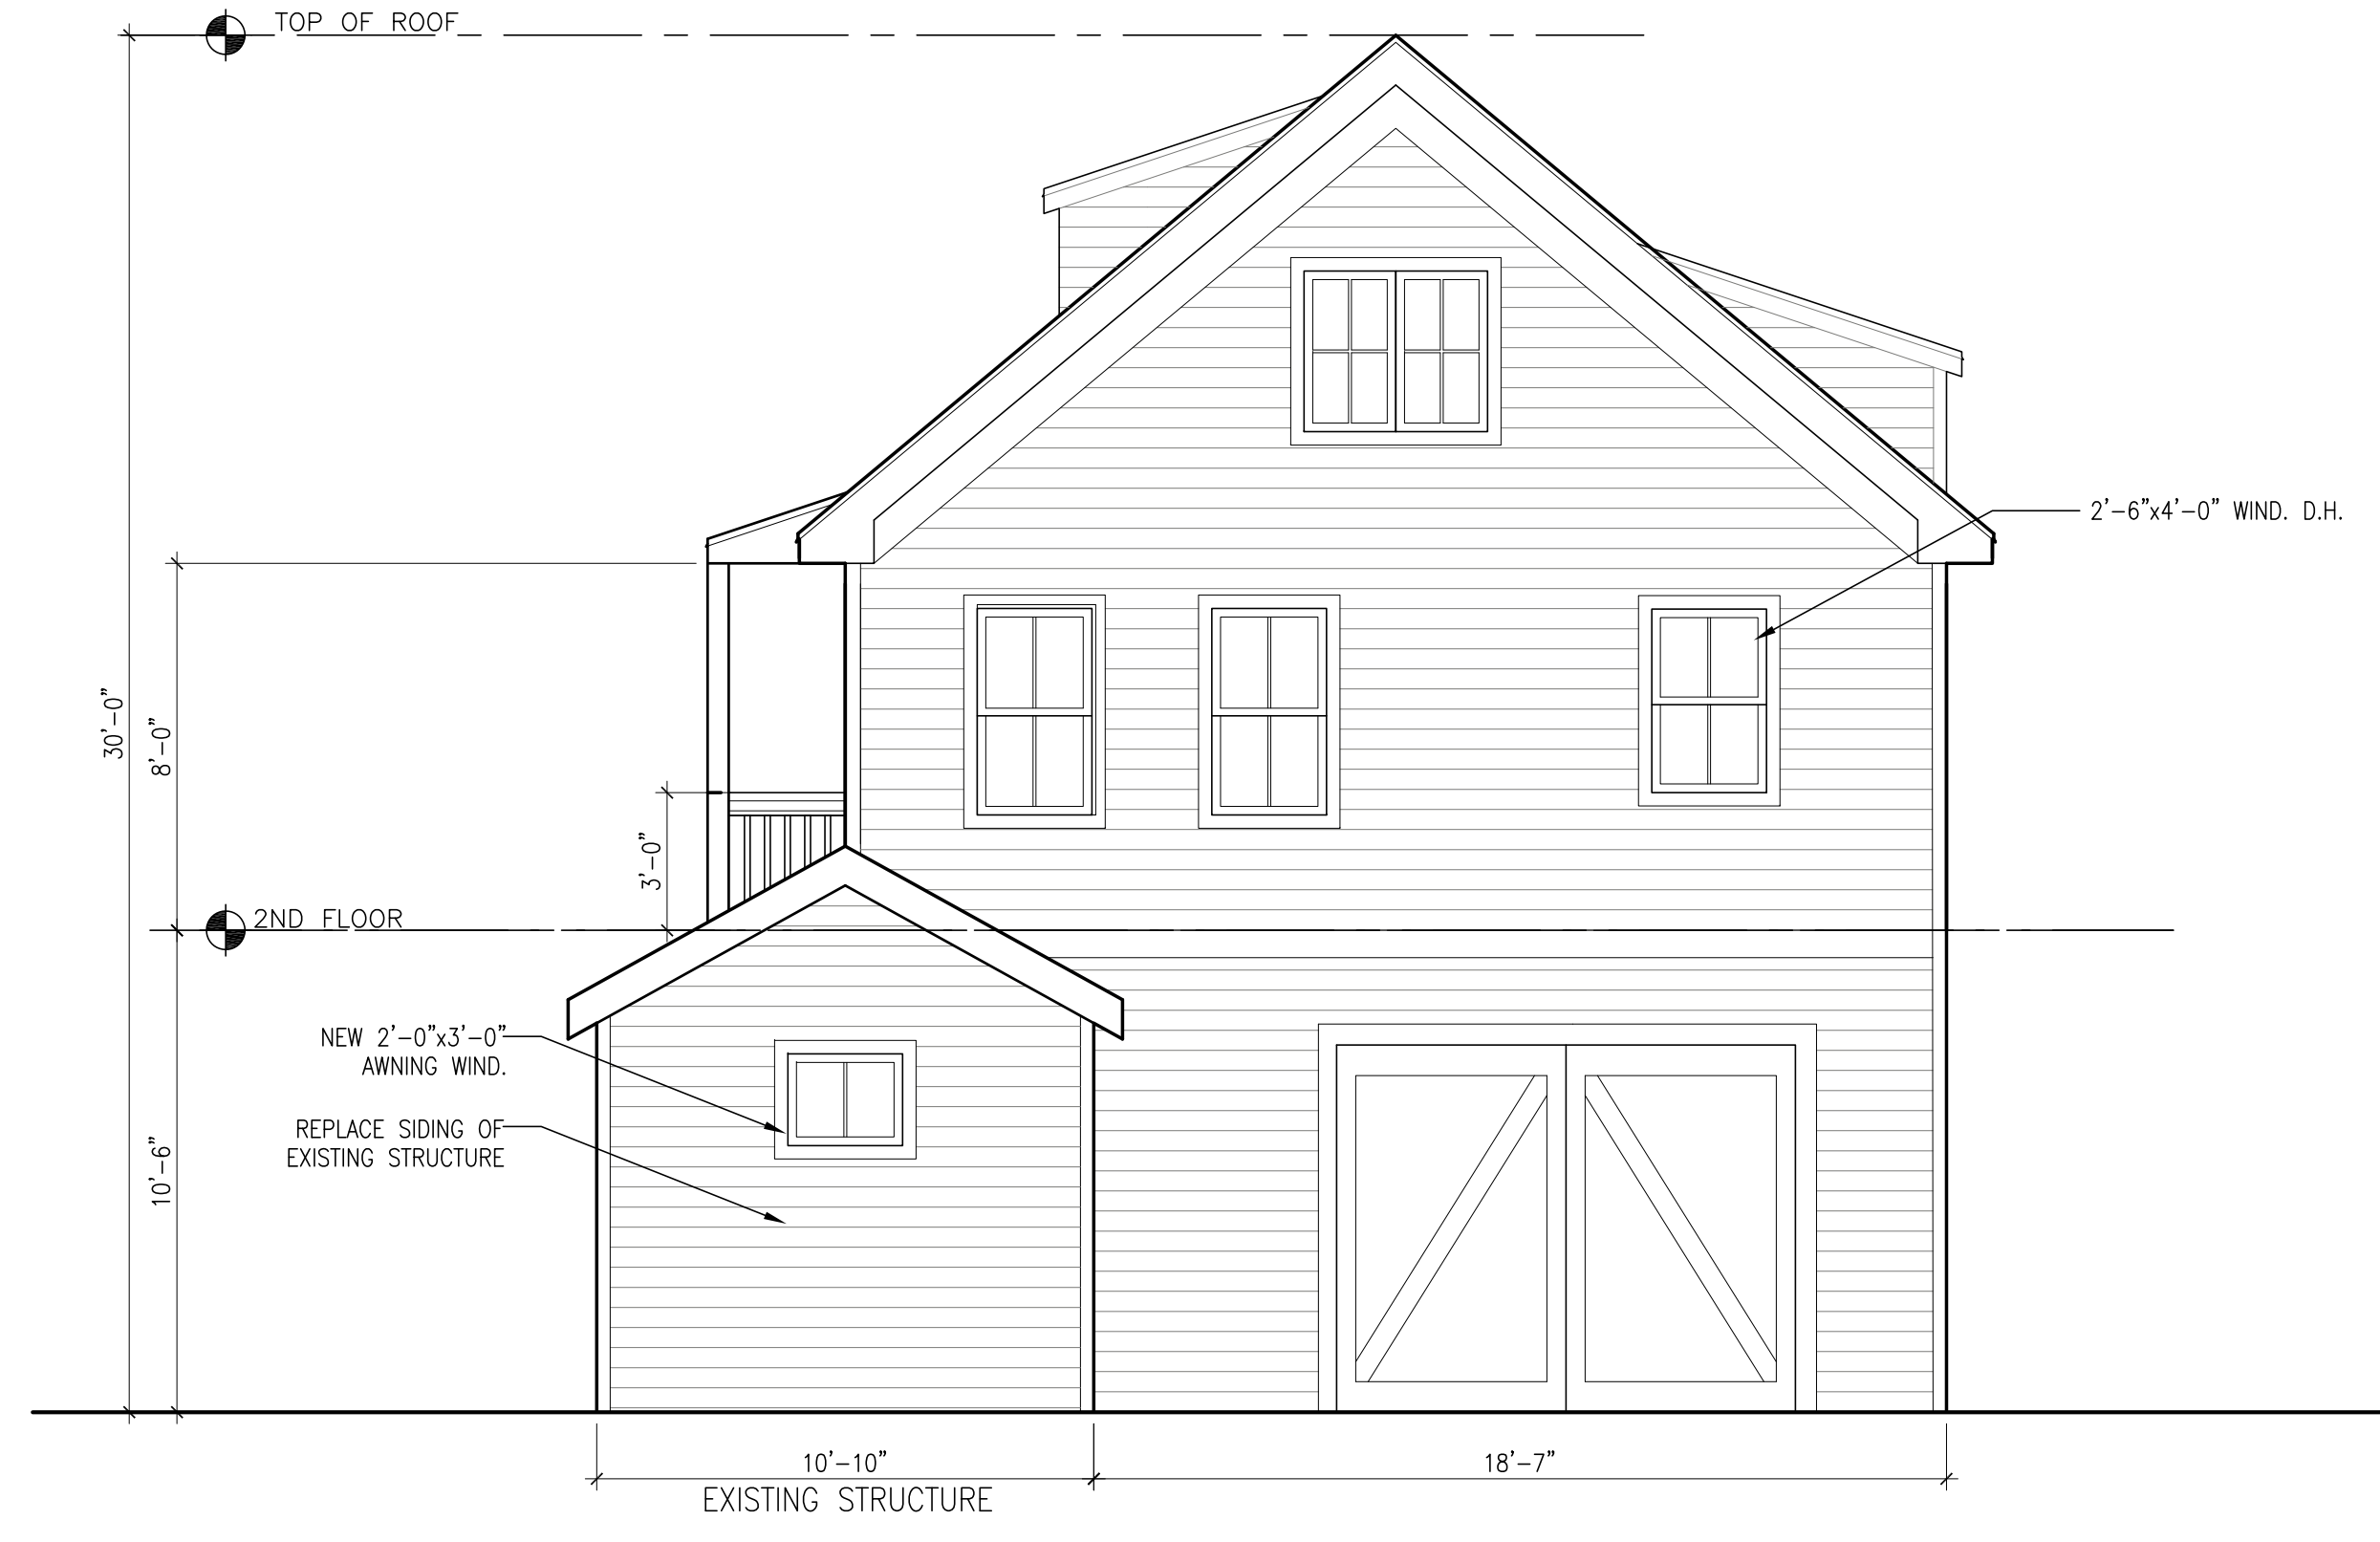 TOP OF ROOF
2'-6"x4'-0" WIND. D.H.
30'-0"
8'-0"
3'-0"
2ND FLOOR
NEW 2'-0"x3'-0"
AWNING WIND.
REPLACE SIDING OF
EXISTING STRUCTURE
10'-6"
10'-10"
EXISTING STRUCTURE
18'-7"